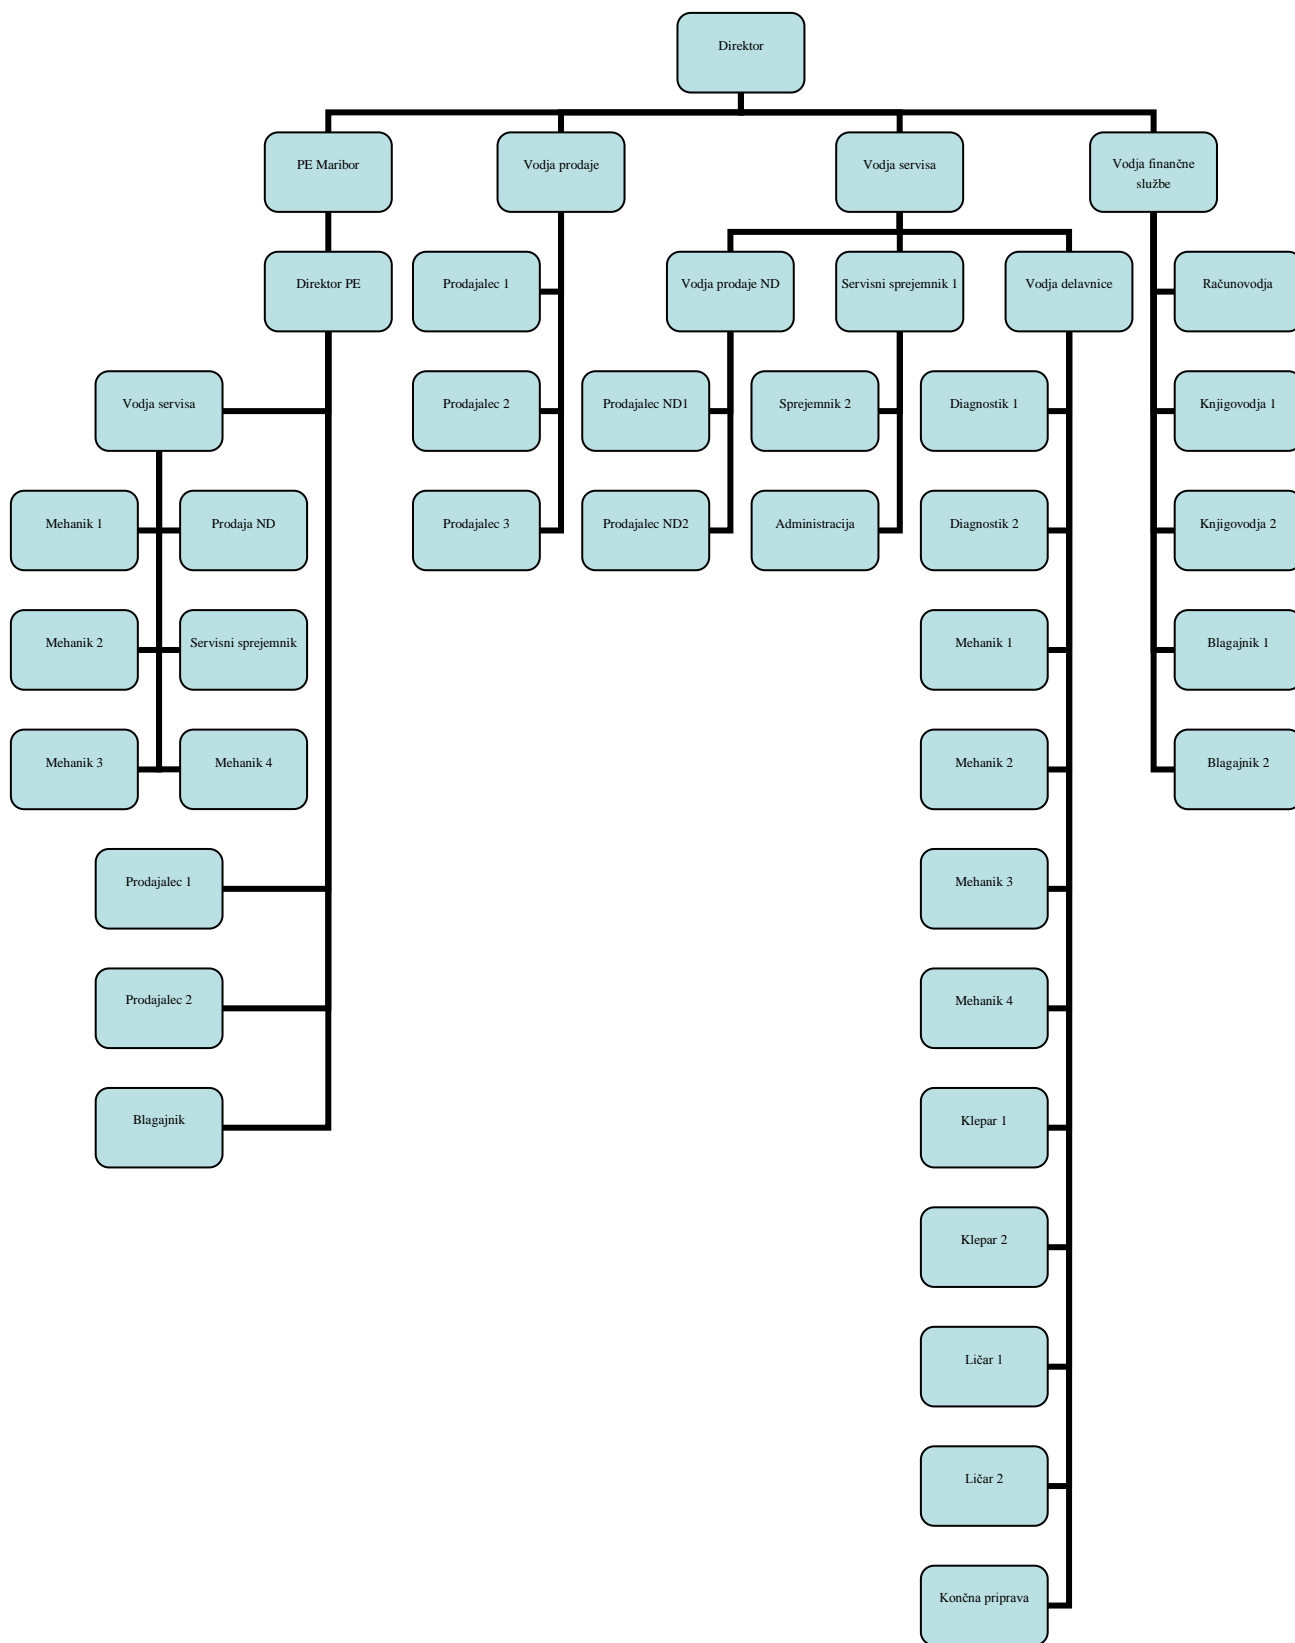 Direktor
PE Maribor
Vodja prodaje
Vodja servisa
Vodja finančne
službe
Direktor PE
Prodajalec 1
Vodja prodaje ND
Servisni sprejemnik 1
Vodja delavnice
Računovodja
Vodja servisa
Prodajalec 2
Prodajalec ND1
Sprejemnik 2
Diagnostik 1
Knjigovodja 1
Mehanik 1
Prodaja ND
Prodajalec 3
Prodajalec ND2
Administracija
Diagnostik 2
Knjigovodja 2
Mehanik 2
Servisni sprejemnik
Mehanik 1
Blagajnik 1
Mehanik 3
Mehanik 4
Mehanik 2
Blagajnik 2
Prodajalec 1
Mehanik 3
Prodajalec 2
Mehanik 4
Blagajnik
Klepar 1
Klepar 2
Ličar 1
Ličar 2
Končna priprava